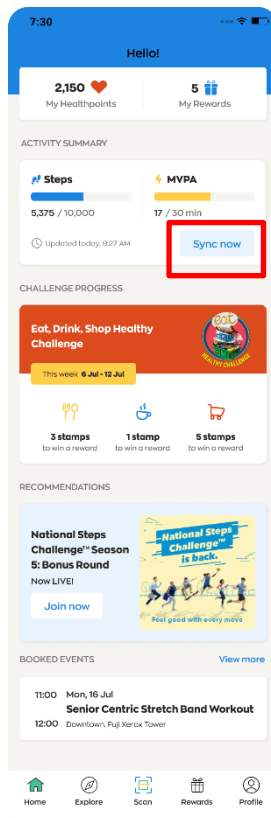 7:30
Hello!
2,150
5
My Healthpoints
My Rewards
ACTIVITY SUMMARY
Steps
MVPA
5,375 / 10,000
17 / 30 min
Updated today, 9:27 AM
Sync now
CHALLENGE PROGRESS
Eat, Drink, Shop Healthy
Challenge
eat
HEALTHY CHALLENGE
This week 6 Jul - 12 Jul
3 stamps
1 stamp
5 stamps
to win a reward
to win a reward
to win a reward
RECOMMENDATIONS
National Steps
Challenge™ Season
5: Bonus Round
Now LIVE!
Join now
National Steps
Challenge™
is back.
Feel good with every move
BOOKED EVENTS
View more
11:00 Mon, 16 Jul
Senior Centric Stretch Band Workout
12:00 Downtown, Fuji Xerox Tower
Home
Explore
Scan
Rewards
Profile